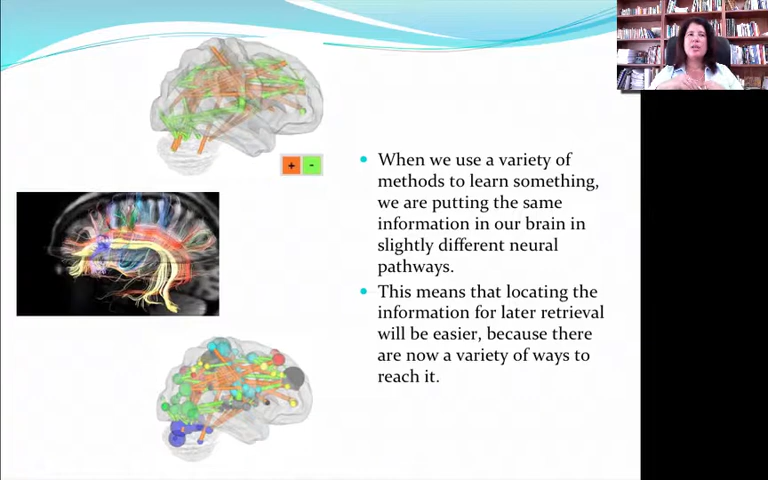 + -
When we use a variety of
methods to learn something,
we are putting the same
information in our brain in
slightly different neural
pathways.
This means that locating the
information for later retrieval
will be easier, because there
are now a variety of ways to
reach it.